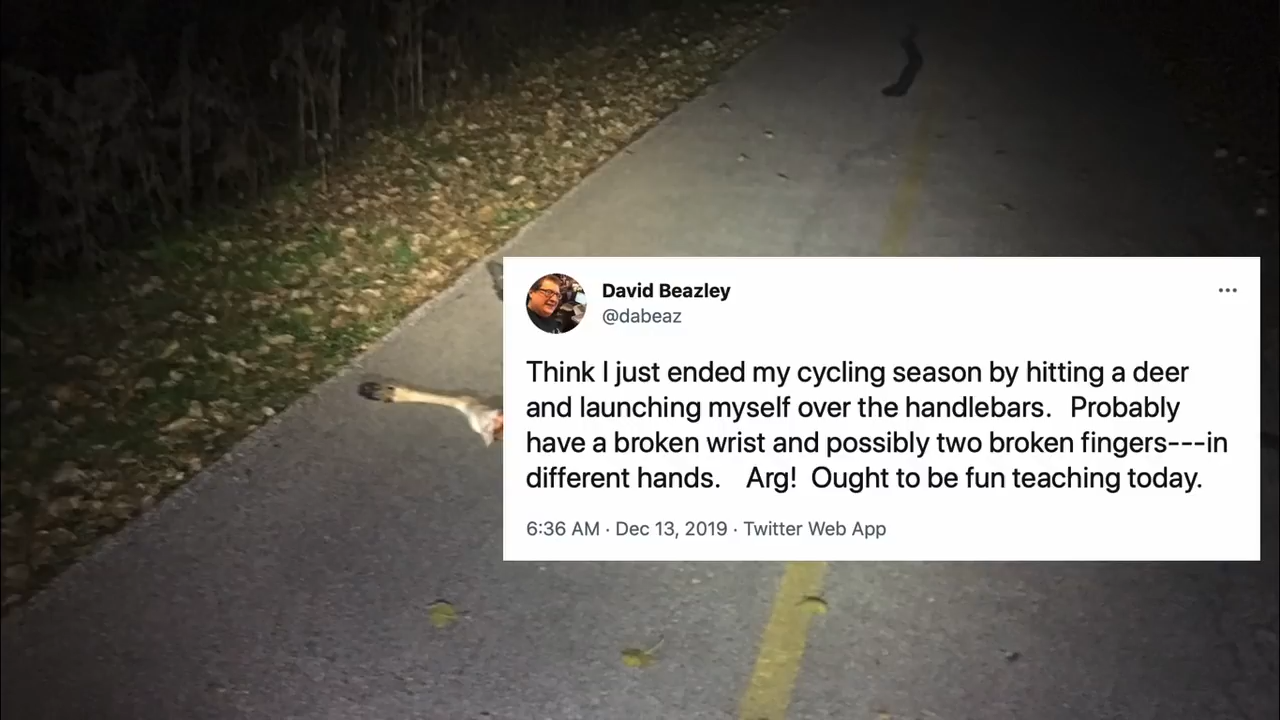 David Beazley
@dabeaz
Think I just ended my cycling season by hitting a deer
and launching myself over the handlebars.   Probably
have a broken wrist and possibly two broken fingers---in
different hands.    Arg!  Ought to be fun teaching today.
6:36 AM · Dec 13, 2019 · Twitter Web App